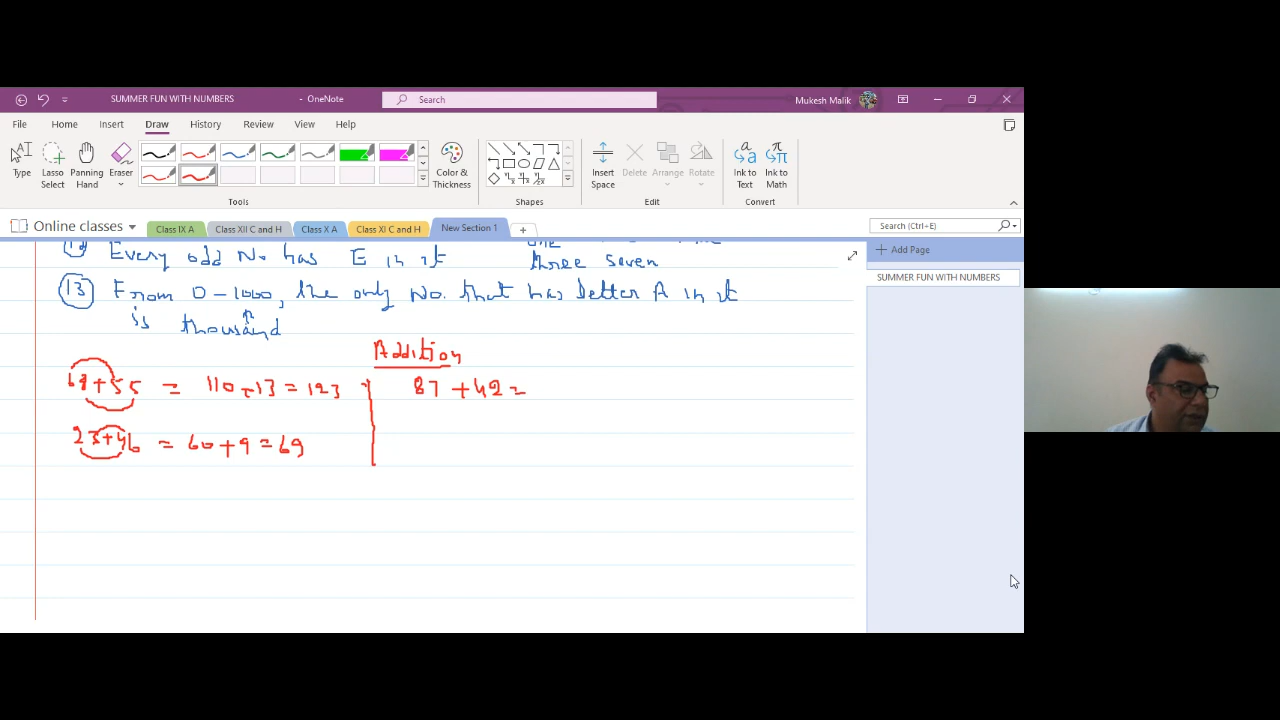 SUMMER FUN WITH NUMBERS - OneNote
Search
Mukesh Malik
File Home Insert Draw History Review View Help
Type
Lasso Select
Panning Hand
Eraser
Color & Thickness
Insert Space
Delete
Arrange
Rotate
Ink to Text
Ink to Math
Tools
Shapes
Edit
Convert
Online classes
Class IX A
Class XII C and H
Class X A
Class XI C and H
New Section 1
Search (Ctrl+E)
Add Page
SUMMER FUN WITH NUMBERS
Every odd No has E in it
one
three seven
13 From 0-1000, the only No. that has letter A in it
is thousand
Addition
68+55 = 110+13 = 123
87 + 42 =
23+46 = 60+9 = 69